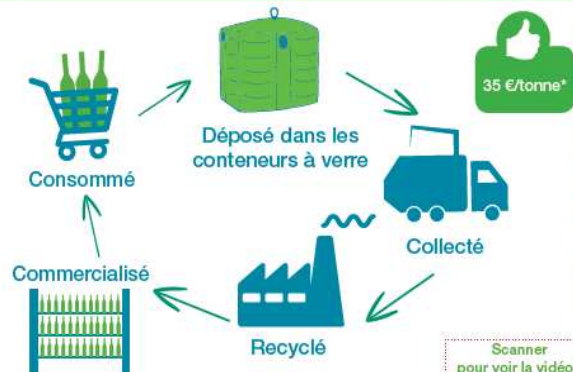 35 €/tonne*
Déposé dans les
conteneurs à verre
Consommé
Collecté
Commercialisé
Recyclé
Scanner
pour voir la vidéo